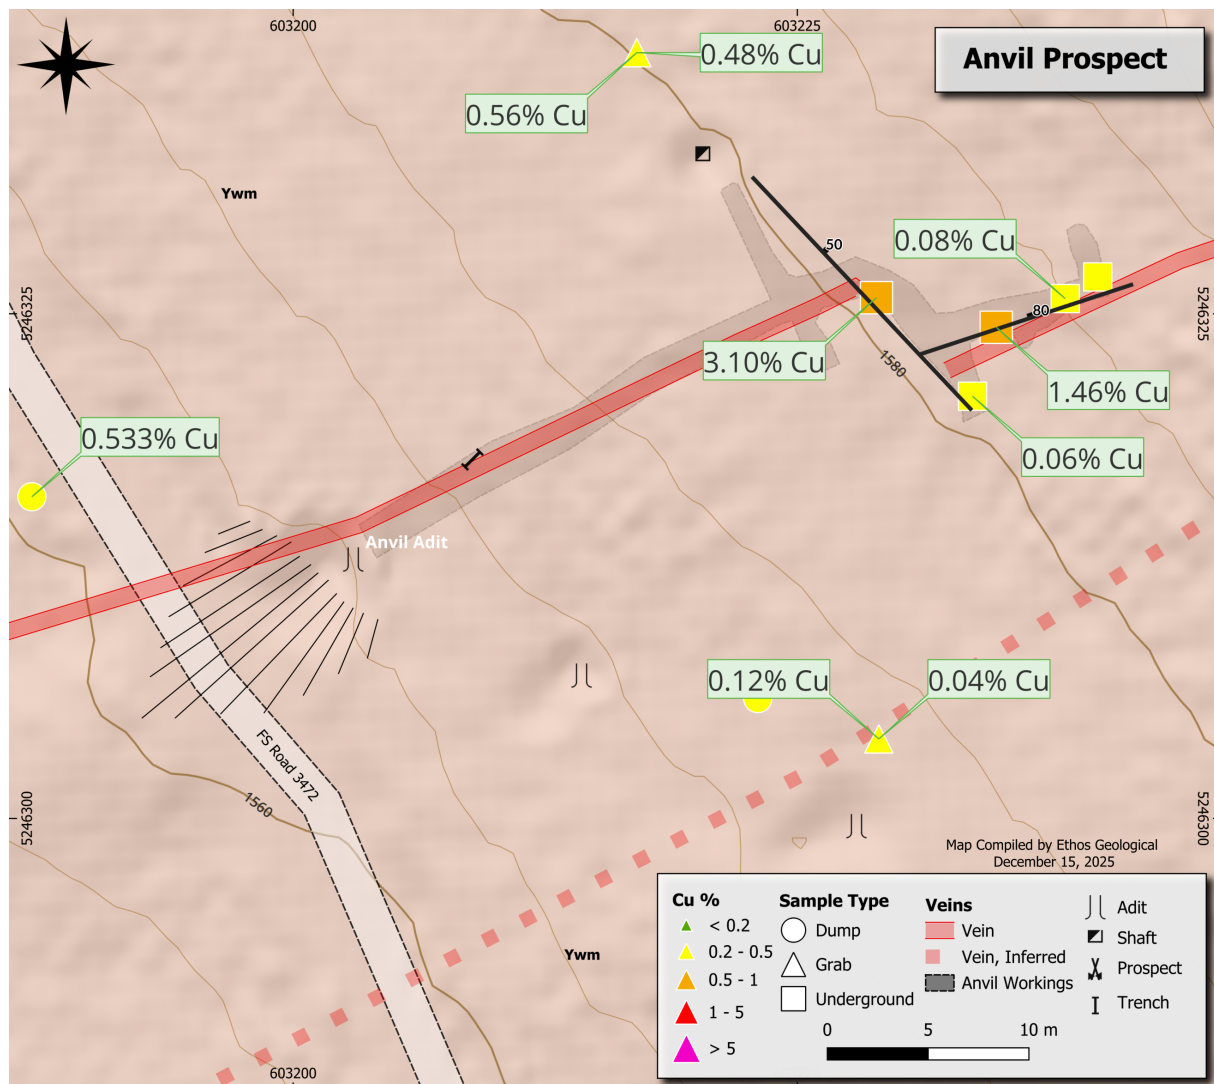 603200
603225
Anvil Prospect
0.48% Cu
0.56% Cu
Ywm
50
0.08% Cu
5246325
5246325
80
3.10% Cu
1580
1.46% Cu
0.533% Cu
0.06% Cu
Anvil Adit
0.12% Cu
0.04% Cu
FS Road 3472
1560
5246300
5246300
Map Compiled by Ethos Geological
December 15, 2025
Ywm
Cu %
< 0.2
0.2 - 0.5
0.5 - 1
1 - 5
> 5
Sample Type
Dump
Grab
Underground
Veins
Vein
Vein, Inferred
Anvil Workings
Adit
Shaft
Prospect
Trench
0 5 10 m
603200